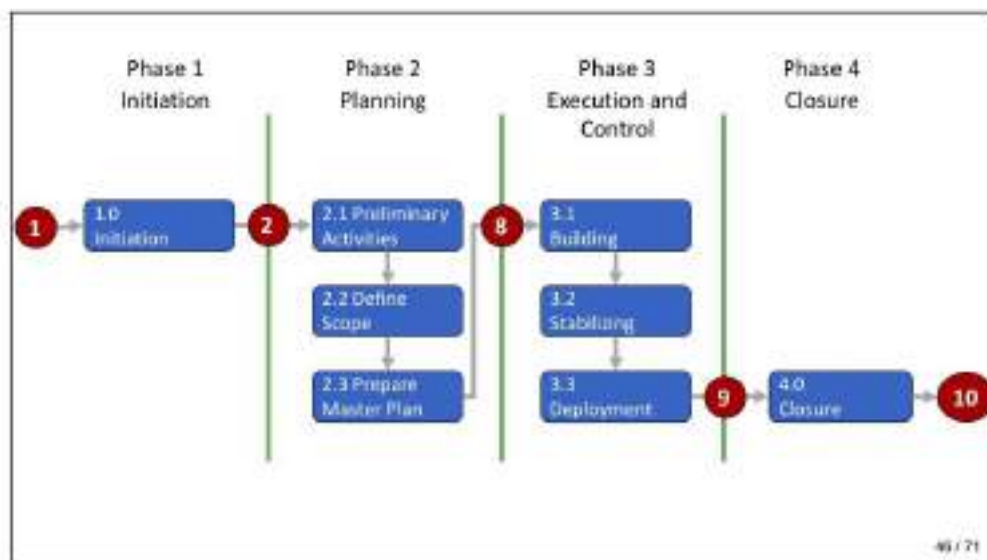 Phase 1
Initiation
Phase 2
Planning
Phase 3
Execution and
Control
Phase 4
Closure
1
1.0
Initiation
2
2.1 Preliminary
Activities
2.2 Define
Scope
2.3 Prepare
Master Plan
8
3.1
Building
3.2
Stabilizing
3.3
Deployment
9
4.0
Closure
10
46 / 71